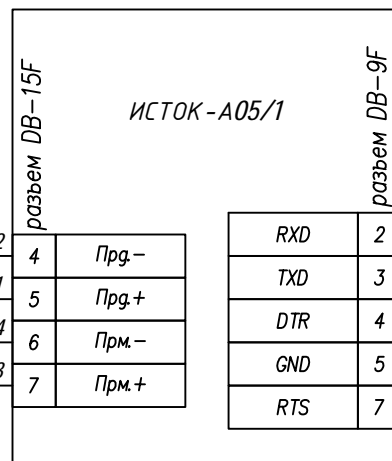 ИСТОК-А05/1
разъем DB-15F
4 Прд.-
5 Прд.+
6 Прм.-
7 Прм.+
разъем DB-9F
RXD 2
TXD 3
DTR 4
GND 5
RTS 7